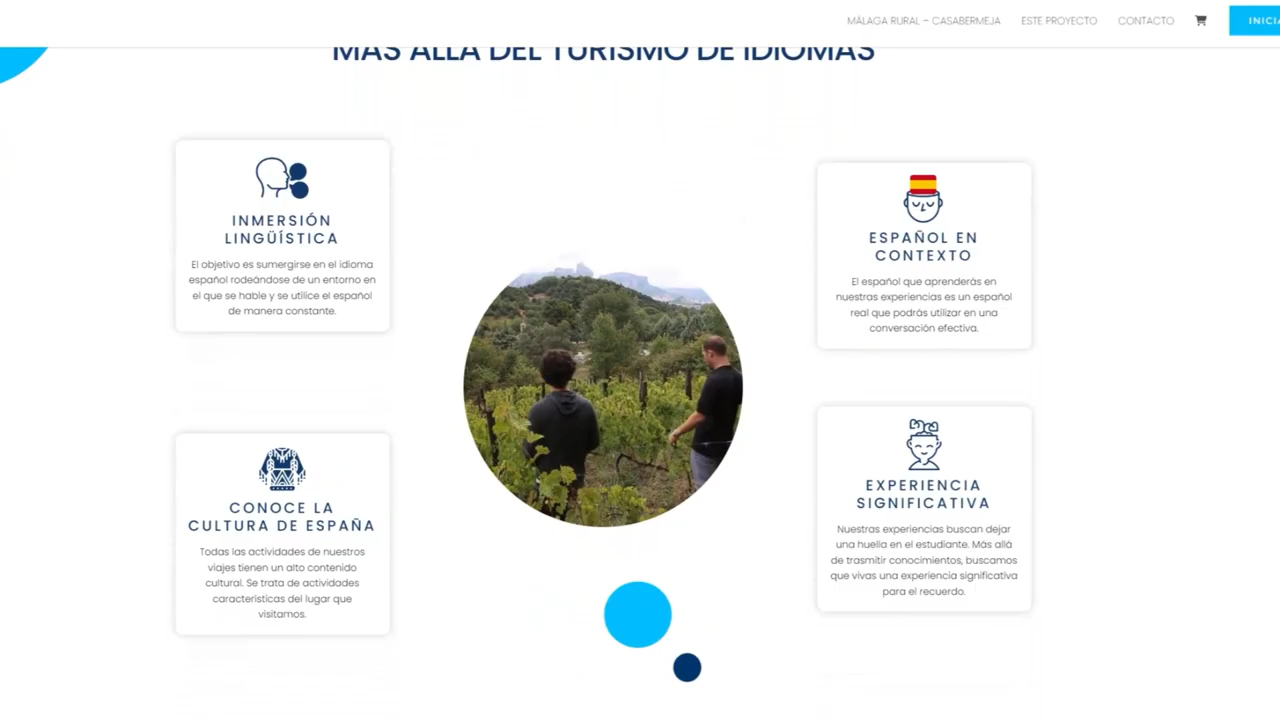 MÁLAGA RURAL – CASABERMEJA ESTE PROYECTO CONTACTO
MÁS ALLÁ DEL TURISMO DE IDIOMAS
INMERSIÓN
LINGÜÍSTICA
El objetivo es sumergirse en el idioma
español rodeándose de un entorno en
el que se hable y se utilice el español
de manera constante.
ESPAÑOL EN
CONTEXTO
El español que aprenderás en
nuestras experiencias es un español
real que podrás utilizar en una
conversación efectiva.
CONOCE LA
CULTURA DE ESPAÑA
Todas las actividades de nuestros
viajes tienen un alto contenido
cultural. Se trata de actividades
características del lugar que
visitamos.
EXPERIENCIA
SIGNIFICATIVA
Nuestras experiencias buscan dejar
una huella en el estudiante. Más allá
de trasmitir conocimientos, buscamos
que vivas una experiencia significativa
para el recuerdo.